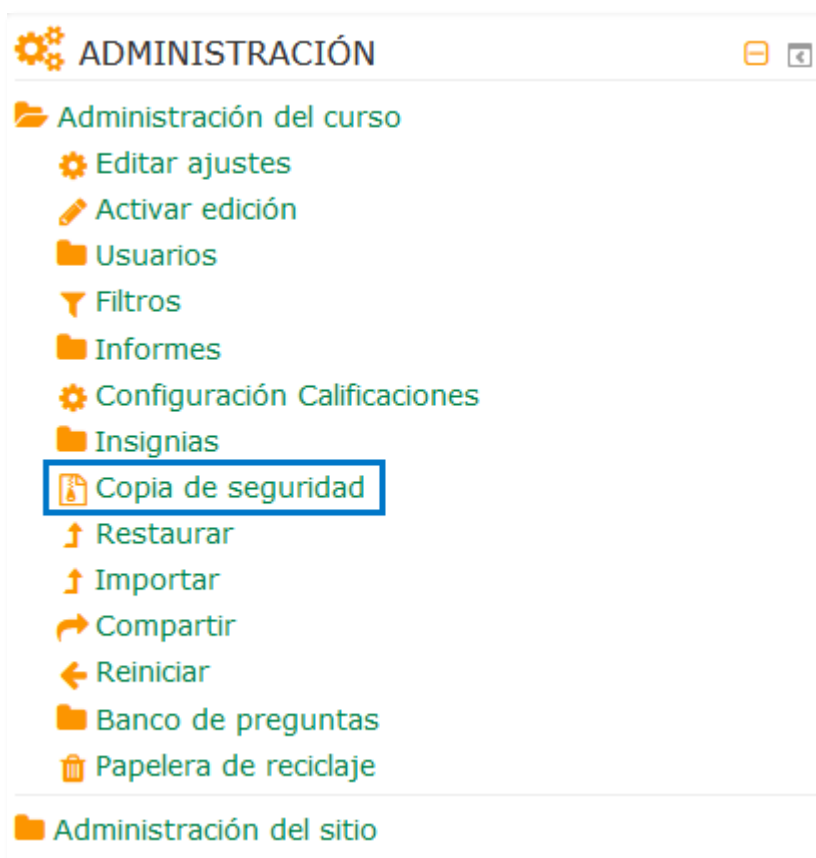 ADMINISTRACIÓN
Administración del curso
Editar ajustes
Activar edición
Usuarios
Filtros
Informes
Configuración Calificaciones
Insignias
Copia de seguridad
Restaurar
Importar
Compartir
Reiniciar
Banco de preguntas
Papelera de reciclaje
Administración del sitio